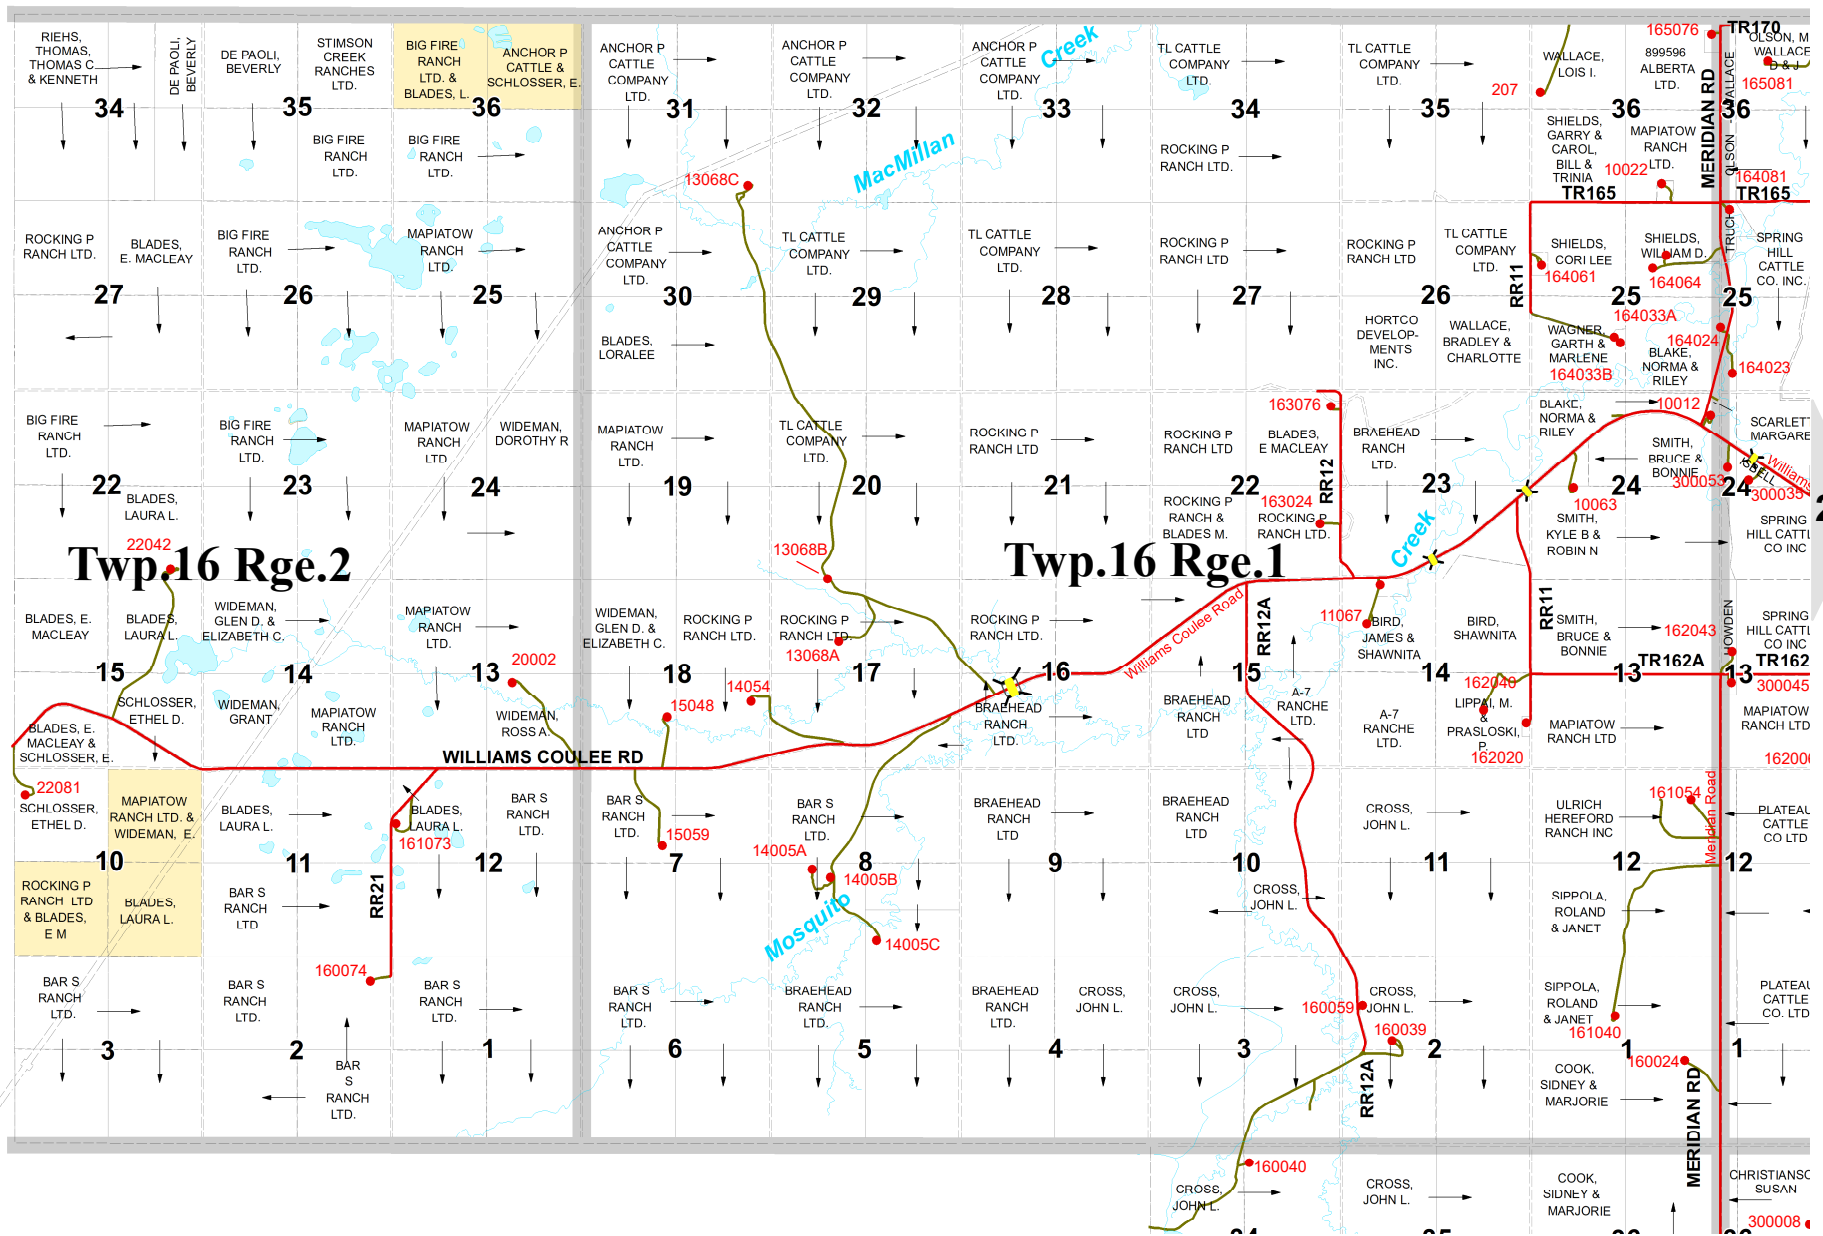 RIEHS,
THOMAS,
THOMAS C.
& KENNETH
DE PAOLI,
BEVERLY
DE PAOLI,
BEVERLY
STIMSON
CREEK
RANCHES
LTD.
BIG FIRE
RANCH
LTD. &
BLADES, L.
ANCHOR P
CATTLE &
SCHLOSSER, E.
ANCHOR P
CATTLE
COMPANY
LTD.
ANCHOR P
CATTLE
COMPANY
LTD.
ANCHOR P
CATTLE
COMPANY
LTD.
Creek
TL CATTLE
COMPANY
LTD.
TL CATTLE
COMPANY
LTD.
207
WALLACE,
LOIS I.
165076
899596
ALBERTA
LTD.
MERIDIAN RD
TR170
OLSON, M
WALLACE
D & J
165081
OLSON - WALLACE
34
35
36
31
32
33
34
35
36
36
BIG FIRE
RANCH
LTD.
BIG FIRE
RANCH
LTD.
13068C
MacMillan
ROCKING P
RANCH LTD.
SHIELDS,
GARRY &
CAROL,
BILL &
TRINIA
MAPIATOW
RANCH
LTD.
10022
164081
TR165
TR165
ROCKING P
RANCH LTD.
BLADES,
E. MACLEAY
BIG FIRE
RANCH
LTD.
MAPIATOW
RANCH
LTD.
ANCHOR P
CATTLE
COMPANY
LTD.
TL CATTLE
COMPANY
LTD.
TL CATTLE
COMPANY
LTD.
ROCKING P
RANCH LTD.
ROCKING P
RANCH LTD
TL CATTLE
COMPANY
LTD.
RR11
SHIELDS,
CORI LEE
164061
SHIELDS,
WILLIAM D.
164064
TRUCH
SPRING
HILL
CATTLE
CO. INC.
27
26
25
30
29
28
27
26
25
25
BLADES,
LORALEE
HORTCO
DEVELOP-
MENTS
INC.
WALLACE,
BRADLEY &
CHARLOTTE
164033A
WAGNER,
GARTH &
MARLENE
164033B
164024
BLAKE,
NORMA &
RILEY
164023
BIG FIRE
RANCH
LTD.
BIG FIRE
RANCH
LTD.
MAPIATOW
RANCH
LTD
WIDEMAN,
DOROTHY R
MAPIATOW
RANCH
LTD.
TL CATTLE
COMPANY
LTD.
ROCKING P
RANCH LTD.
ROCKING P
RANCH LTD
163076
BLADES,
E MACLEAY
BRAEHEAD
RANCH
LTD.
BLAKE,
NORMA &
RILEY
10012
SMITH,
BRUCE &
BONNIE
SCARLETT
MARGARE
300053
ISBELL
Williams
300035
22
23
24
19
20
21
22
23
24
24
BLADES,
LAURA L.
ROCKING P
RANCH &
BLADES M.
163024
ROCKING P
RANCH LTD.
RR12
Creek
10063
SMITH,
KYLE B &
ROBIN N
SPRING
HILL CATTL
CO INC
22042
Twp.16 Rge.2
13068B
Twp.16 Rge.1
BLADES, E.
MACLEAY
BLADES,
LAURA L.
WIDEMAN,
GLEN D. &
ELIZABETH C.
MAPIATOW
RANCH
LTD.
WIDEMAN,
GLEN D. &
ELIZABETH C.
ROCKING P
RANCH LTD.
ROCKING P
RANCH LTD.
13068A
ROCKING P
RANCH LTD.
Williams Coulee Road
RR12A
11067
BIRD,
JAMES &
SHAWNITA
BIRD,
SHAWNITA
RR11
SMITH,
BRUCE &
BONNIE
162043
HOWDEN
SPRING
HILL CATTL
CO INC
TR162A
TR162
15
14
13
18
17
16
15
14
13
13
20002
SCHLOSSER,
ETHEL D.
WIDEMAN,
GRANT
MAPIATOW
RANCH
LTD.
WIDEMAN,
ROSS A.
15048
14054
BRAEHEAD
RANCH
LTD.
BRAEHEAD
RANCH
LTD
A-7
RANCHE
LTD.
A-7
RANCHE
LTD.
162040
LIPPAI, M.
&
PRASLOSKI,
P.
162020
MAPIATOW
RANCH LTD
300045
MAPIATOW
RANCH LTD
16200
BLADES, E.
MACLEAY &
SCHLOSSER, E.
WILLIAMS COULEE RD
22081
SCHLOSSER,
ETHEL D.
MAPIATOW
RANCH LTD. &
WIDEMAN, E.
BLADES,
LAURA L.
BLADES,
LAURA L.
161073
BAR S
RANCH
LTD.
BAR S
RANCH
LTD.
15059
BAR S
RANCH
LTD.
BRAEHEAD
RANCH
LTD
BRAEHEAD
RANCH
LTD
CROSS,
JOHN L.
ULRICH
HEREFORD
RANCH INC
161054
Meridian Road
PLATEAU
CATTLE
CO LTD
10
11
12
7
8
9
10
11
12
12
14005A
14005B
ROCKING P
RANCH LTD
& BLADES,
E M
BLADES,
LAURA L.
BAR S
RANCH
LTD
RR21
Mosquito
14005C
CROSS,
JOHN L.
SIPPOLA,
ROLAND
& JANET
160074
BAR S
RANCH
LTD.
BAR S
RANCH
LTD.
BAR S
RANCH
LTD.
BAR S
RANCH
LTD.
BRAEHEAD
RANCH
LTD.
BRAEHEAD
RANCH
LTD.
CROSS,
JOHN L.
CROSS,
JOHN L.
160059
CROSS,
JOHN L.
160039
SIPPOLA,
ROLAND
& JANET
161040
PLATEAU
CATTLE
CO. LTD
3
2
1
6
5
4
3
2
1
1
BAR
S
RANCH
LTD.
RR12A
COOK,
SIDNEY &
MARJORIE
160024
MERIDIAN RD
160040
CROSS,
JOHN L.
CROSS,
JOHN L.
COOK,
SIDNEY &
MARJORIE
CHRISTIANSO
SUSAN
300008